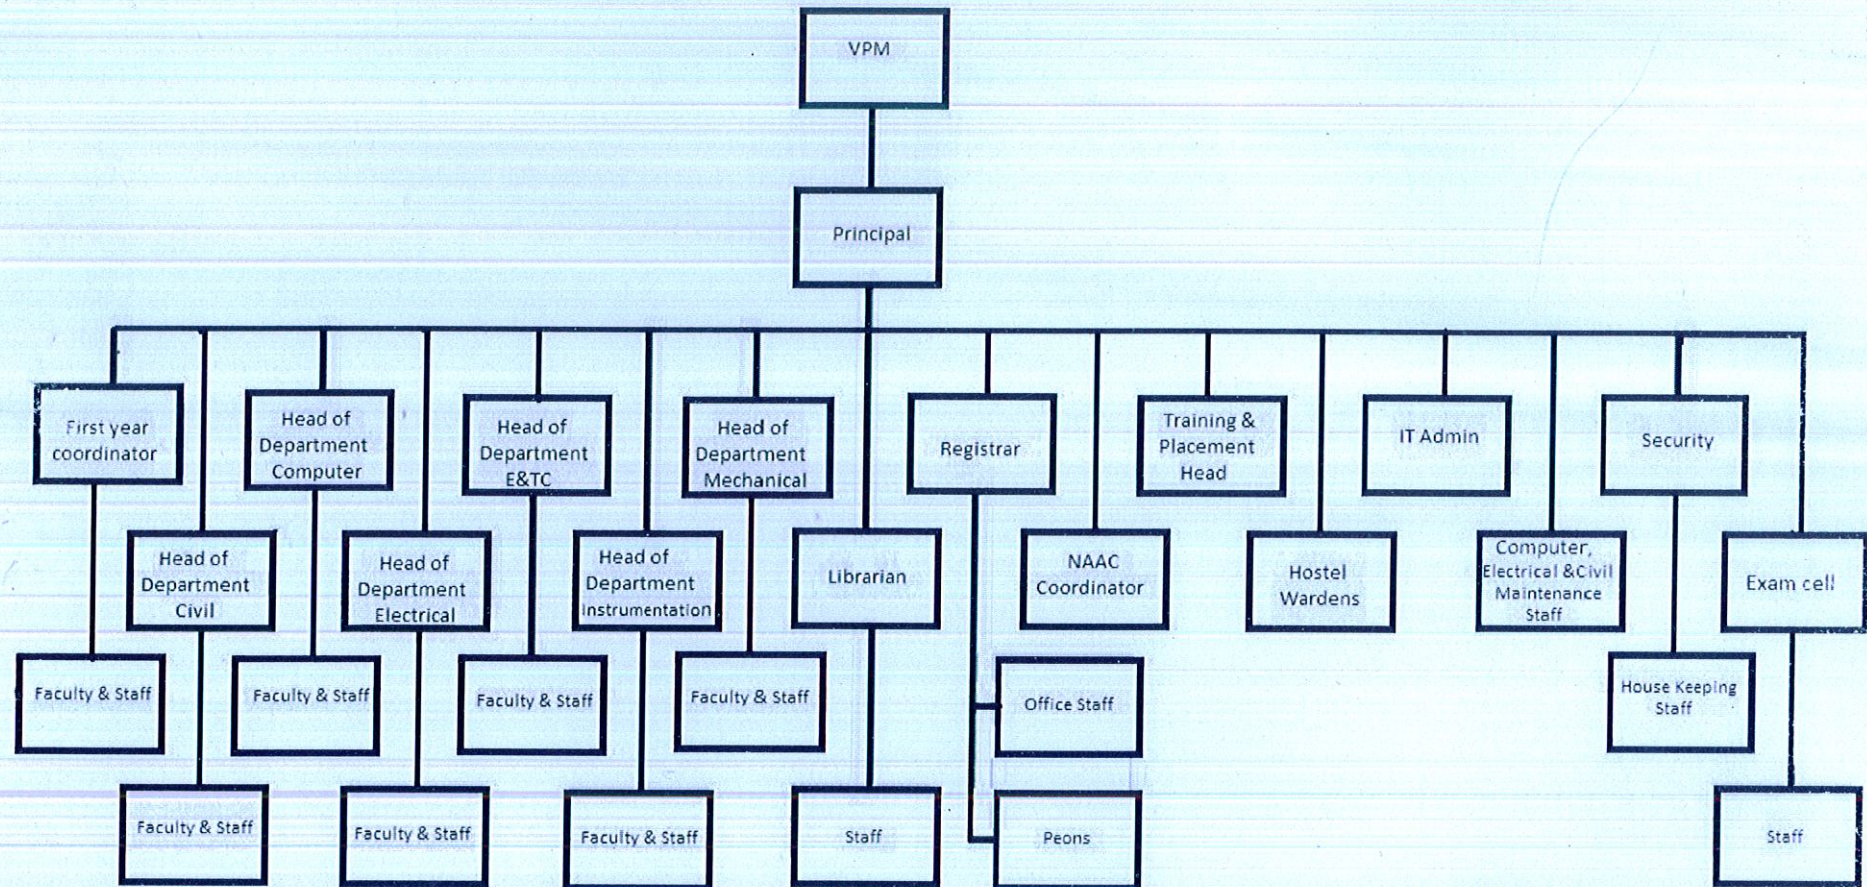 VPM
Principal
First year
coordinator
Head of
Department
Computer
Head of
Department
E&TC
Head of
Department
Mechanical
Registrar
Training &
Placement
Head
IT Admin
Security
Head of
Department
Civil
Head of
Department
Electrical
Head of
Department
Instrumentation
Librarian
NAAC
Coordinator
Hostel
Wardens
Computer,
Electrical &Civil
Maintenance
Staff
Exam cell
Faculty & Staff
Faculty & Staff
Faculty & Staff
Faculty & Staff
Office Staff
House Keeping
Staff
Faculty & Staff
Faculty & Staff
Faculty & Staff
Staff
Peons
Staff